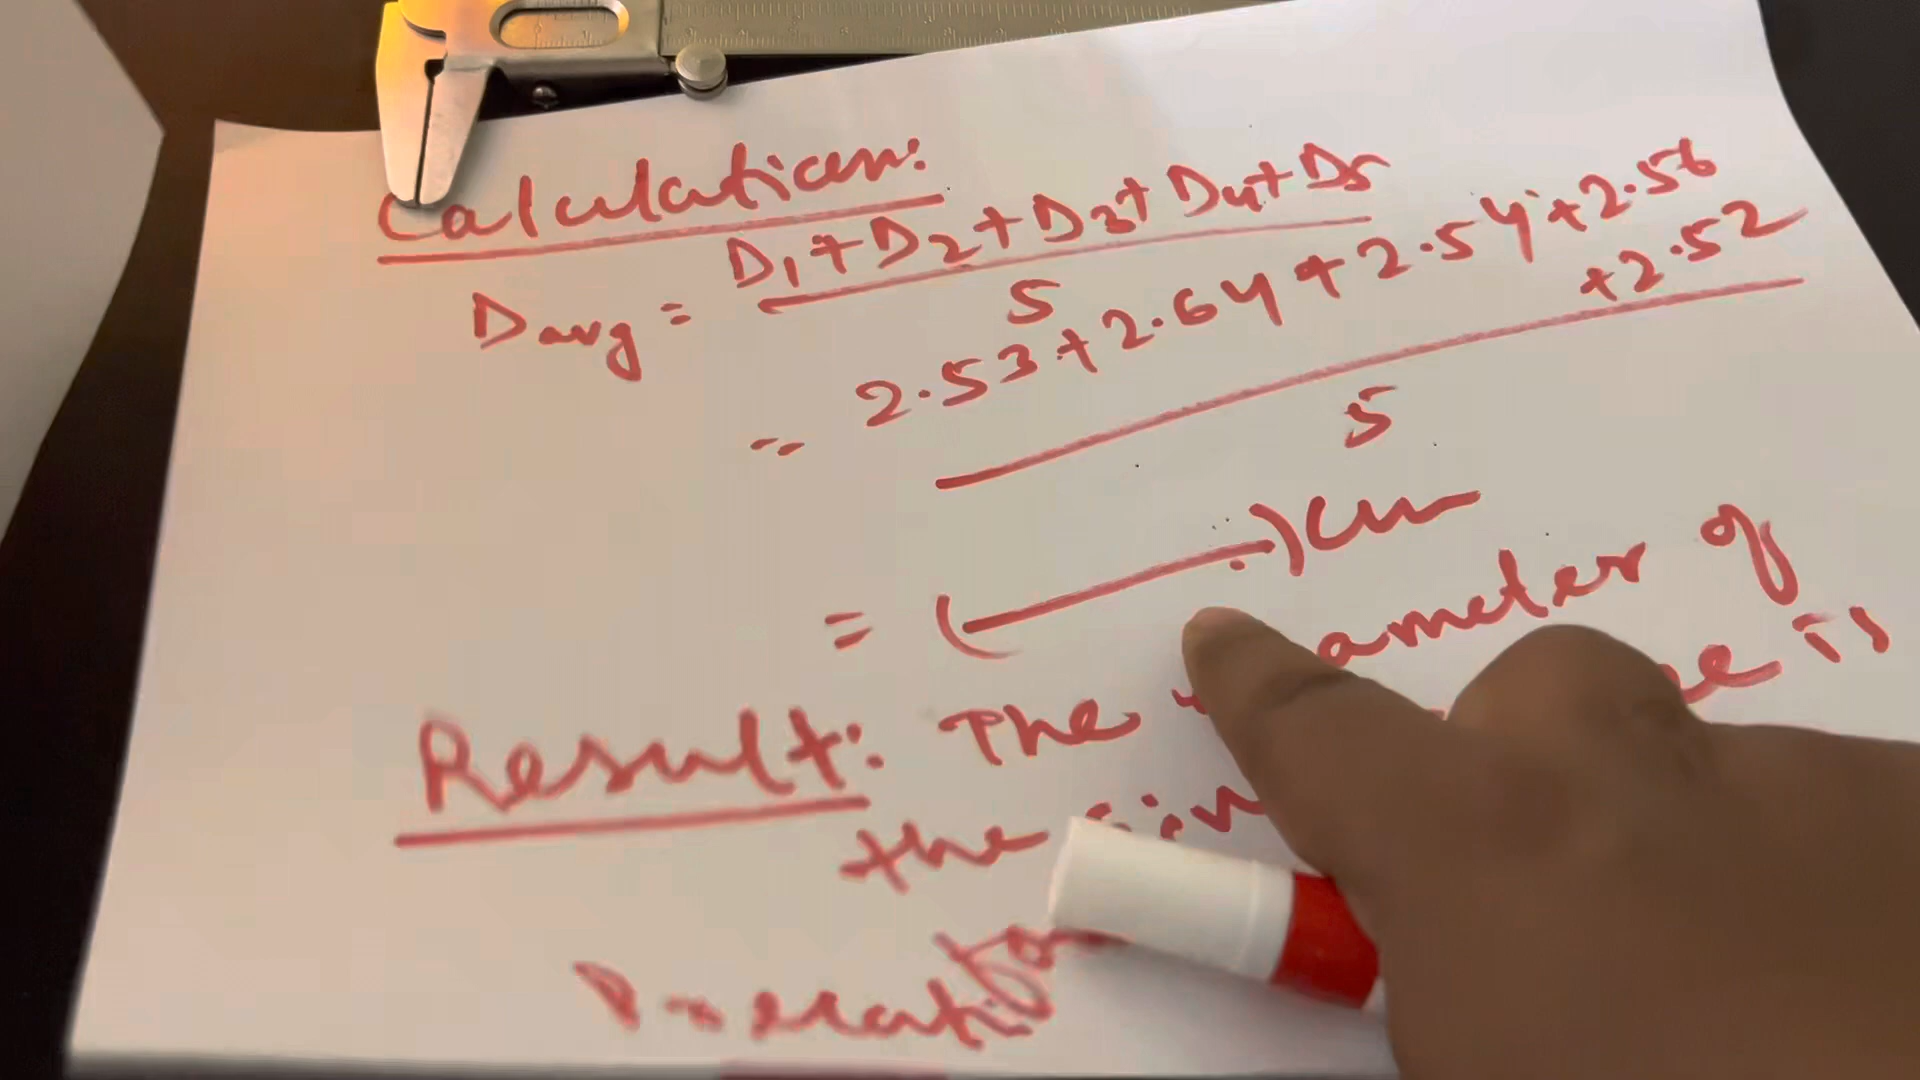 Calculation:
Davg = D1+D2+D3+D4+D5
5
= 2.53+2.64+2.54+2.56
+2.52
5
= ( ) cm
Result: The diameter of
the is